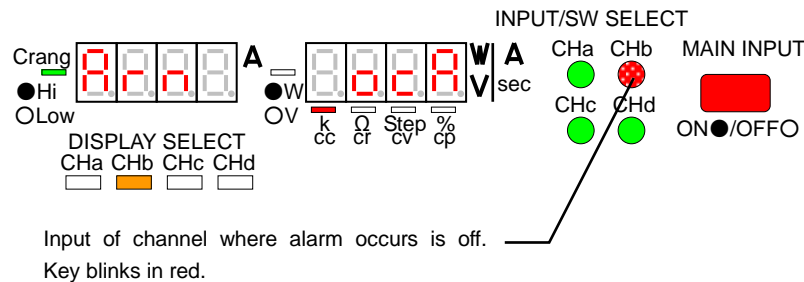 INPUT/SW SELECT
Crang
Arn A
ocA
W A
V sec
CHa CHb
MAIN INPUT
●Hi
○Low
●W
○V
k Ω Step %
cc cr cv cp
CHc CHd
ON●/OFF○
DISPLAY SELECT
CHa CHb CHc CHd
Input of channel where alarm occurs is off.
Key blinks in red.